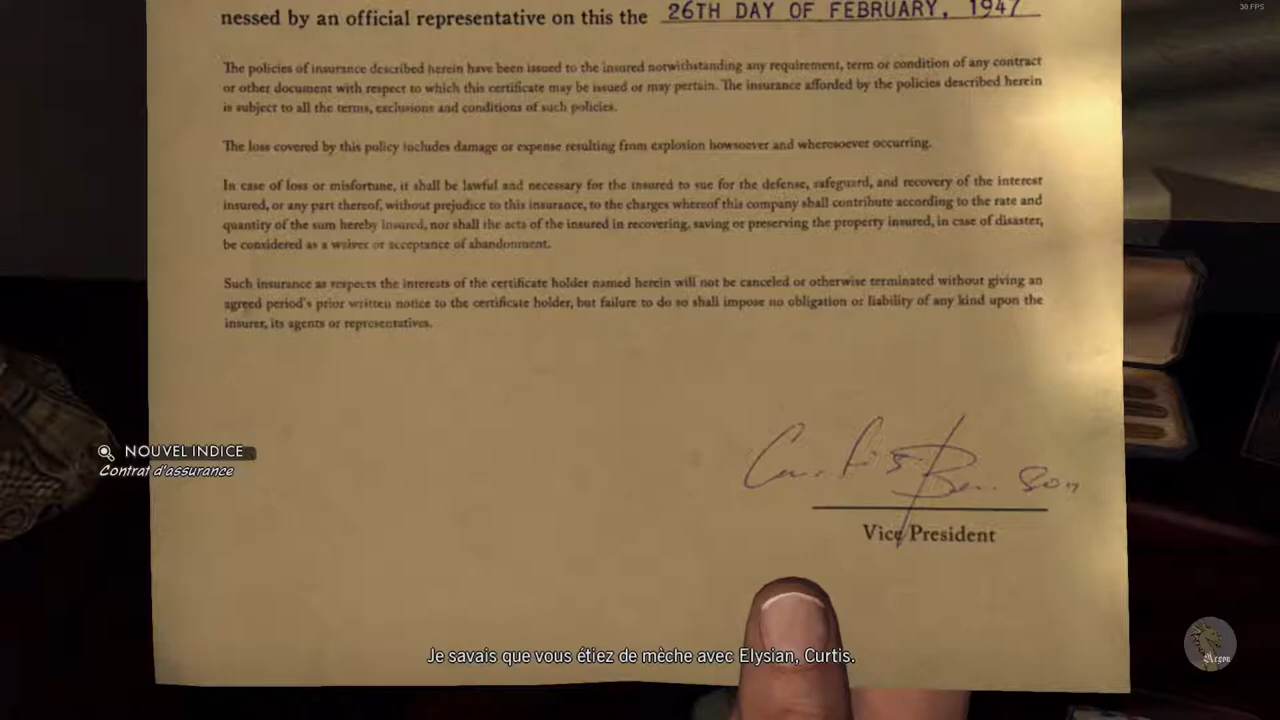 30 FPS
nessed by an official representative on this the 26TH DAY OF FEBRUARY, 1947
The policies of insurance described herein have been issued to the insured notwithstanding any requirement, term or condition of any contract
or other document with respect to which this certificate may be issued or may pertain. The insurance afforded by the policies described herein
is subject to all the terms, exclusions and conditions of such policies.
The loss covered by this policy includes damage or expense resulting from explosion howsoever and wheresoever occurring.
In case of loss or misfortune, it shall be lawful and necessary for the insured to sue for the defense, safeguard, and recovery of the interest
insured, or any part thereof, without prejudice to this insurance, to the charges whereof this company shall contribute according to the rate and
quantity of the sum hereby insured, nor shall the acts of the insured in recovering, saving or preserving the property insured, in case of disaster,
be considered as a waiver or acceptance of abandonment.
Such insurance as respects the interests of the certificate holder named herein will not be canceled or otherwise terminated without giving an
agreed period's prior written notice to the certificate holder, but failure to do so shall impose no obligation or liability of any kind upon the
insurer, its agents or representatives.
NOUVEL INDICE
Contrat d'assurance
Curtis Benson
Vice President
Je savais que vous étiez de mèche avec Elysian, Curtis.